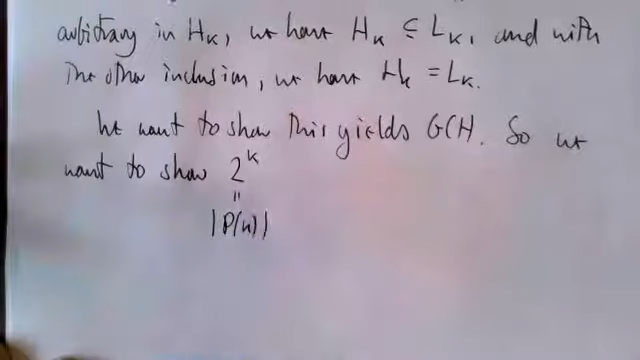 arbitrary in H_κ, we have H_κ ⊆ L_κ, and with
the other inclusion, we have H_κ = L_κ.
We want to show this yields GCH. So we
want to show 2^κ
=
|P(κ)|